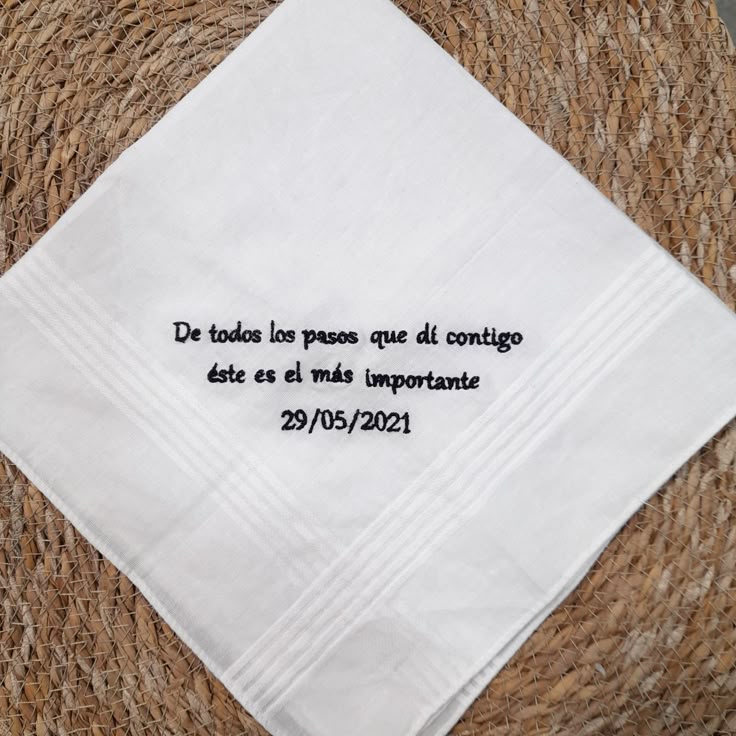 De todos los pasos que dí contigo
éste es el más importante
29/05/2021